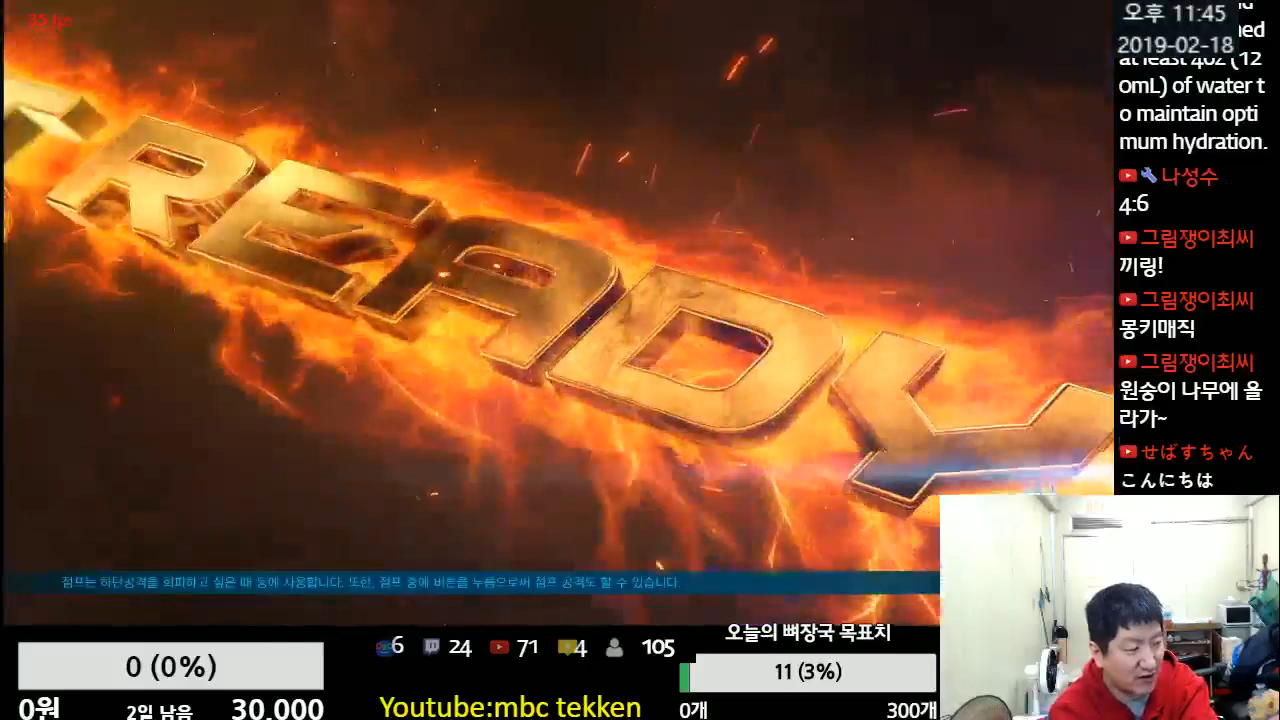 35 fps
GET READY
오후 11:45
2019-02-18
at least 4oz (12
0mL) of water t
o maintain opti
mum hydration.
나성수
4:6
그림쟁이최씨
끼링!
그림쟁이최씨
몽키매직
그림쟁이최씨
원숭이 나무에 올
라가~
せばすちゃん
こんにちは
점프는 하단공격을 회피하고 싶은 때 등에 사용합니다. 또한, 점프 중에 버튼을 누름으로써 점프 공격도 할 수 있습니다.
0 (0%)
0원
2일 남음
30,000
6
24
71
4
105
Youtube:mbc tekken
오늘의 뼈장국 목표치
11 (3%)
0개
300개